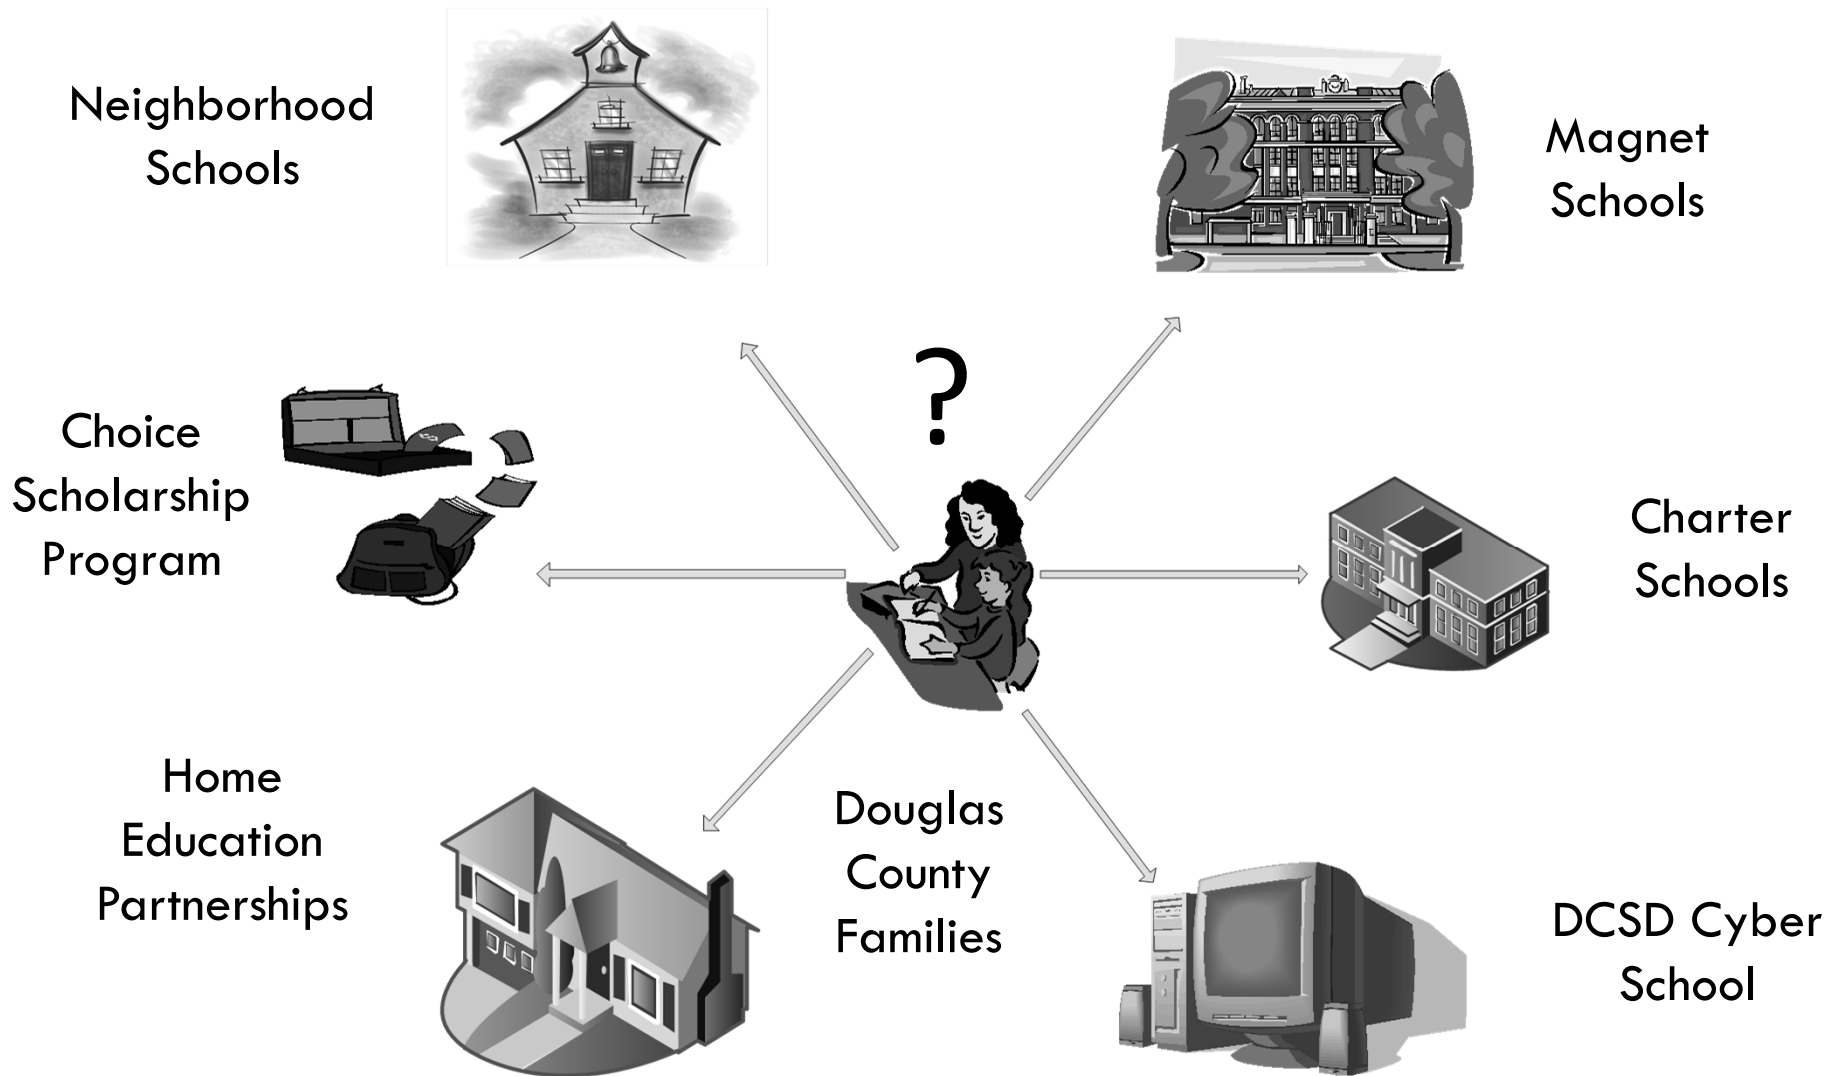 Neighborhood
Schools
Magnet
Schools
?
Choice
Scholarship
Program
Charter
Schools
Home
Education
Partnerships
Douglas
County
Families
DCSD Cyber
School